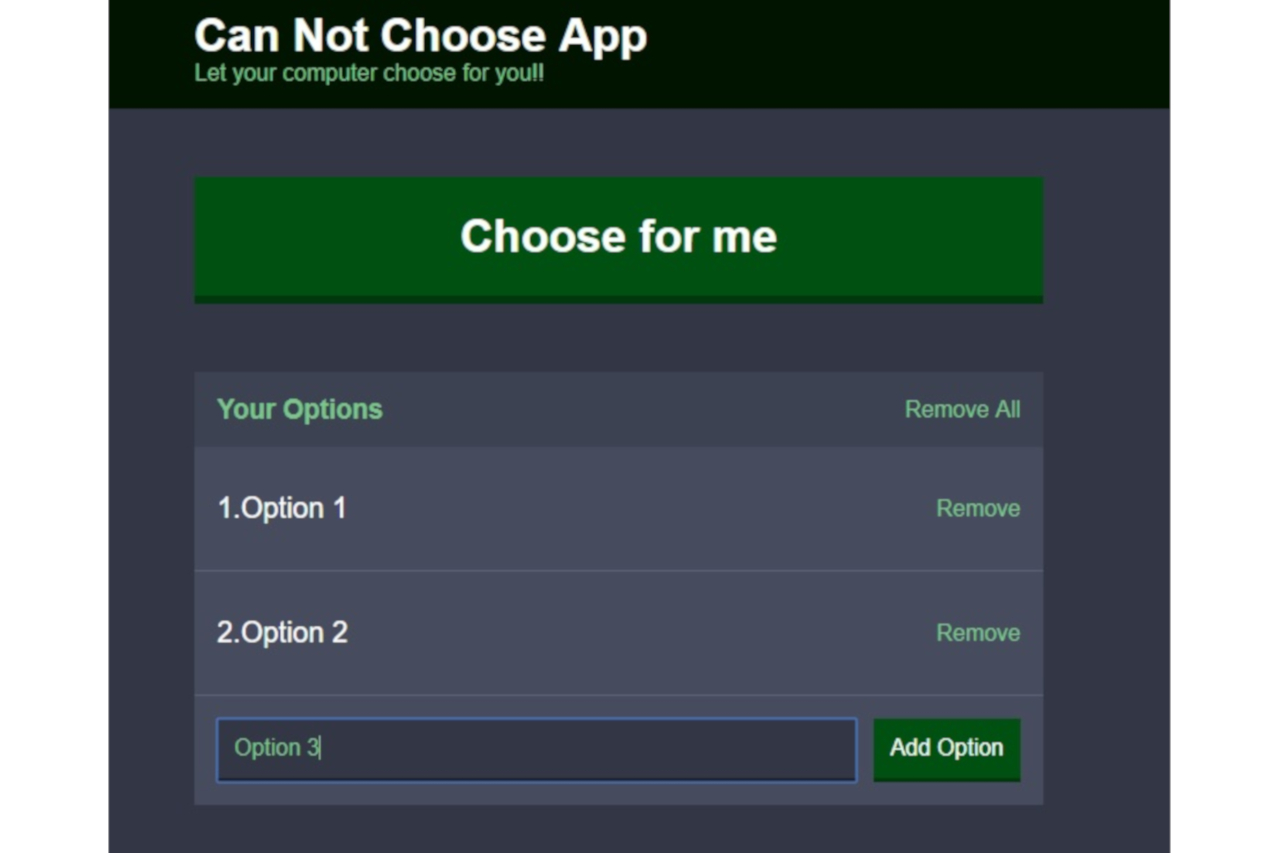 Can Not Choose App
Let your computer choose for you!!
Choose for me
Your Options
Remove All
1.Option 1
Remove
2.Option 2
Remove
Option 3
Add Option